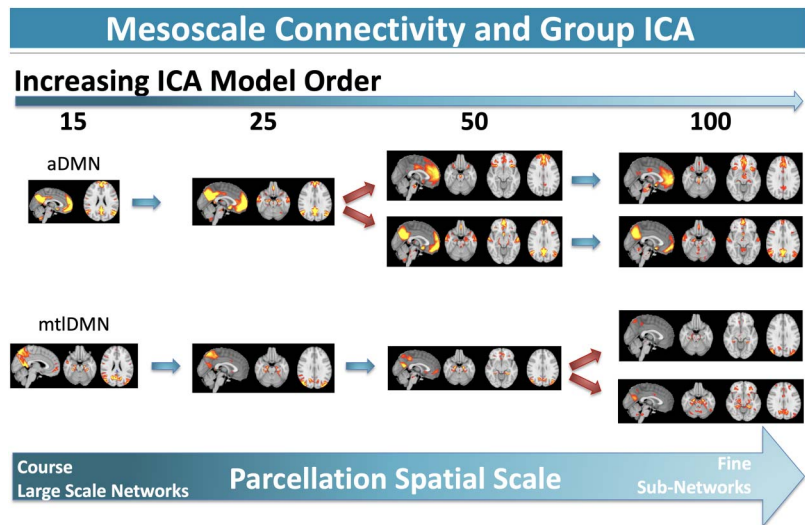 Mesoscale Connectivity and Group ICA
Increasing ICA Model Order
15 25 50 100
aDMN
mtlDMN
Course
Large Scale Networks
Parcellation Spatial Scale
Fine
Sub-Networks